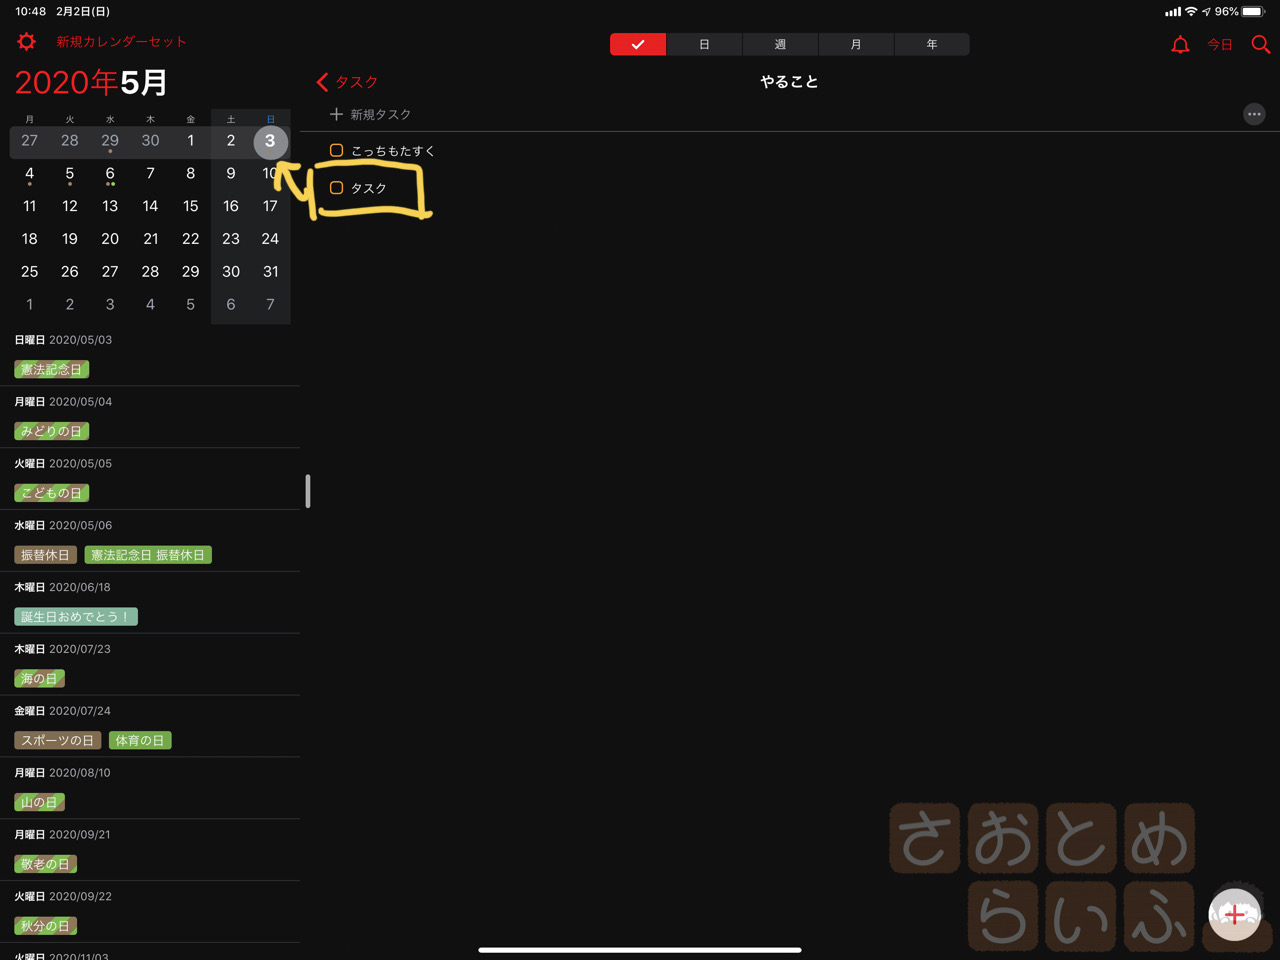 10:48 2月2日(日)
96%
新規カレンダーセット
日 週 月 年
今日
2020年5月
タスク
やること
新規タスク
月 火 水 木 金 土 日
27 28 29 30 1 2 3
4 5 6 7 8 9 10
11 12 13 14 15 16 17
18 19 20 21 22 23 24
25 26 27 28 29 30 31
1 2 3 4 5 6 7
こっちもたすく
タスク
日曜日 2020/05/03
憲法記念日
月曜日 2020/05/04
みどりの日
火曜日 2020/05/05
こどもの日
水曜日 2020/05/06
振替休日 憲法記念日 振替休日
木曜日 2020/06/18
誕生日おめでとう！
木曜日 2020/07/23
海の日
金曜日 2020/07/24
スポーツの日 体育の日
月曜日 2020/08/10
山の日
月曜日 2020/09/21
敬老の日
火曜日 2020/09/22
秋分の日
火曜日 2020/11/03
さおとめ
らいふ